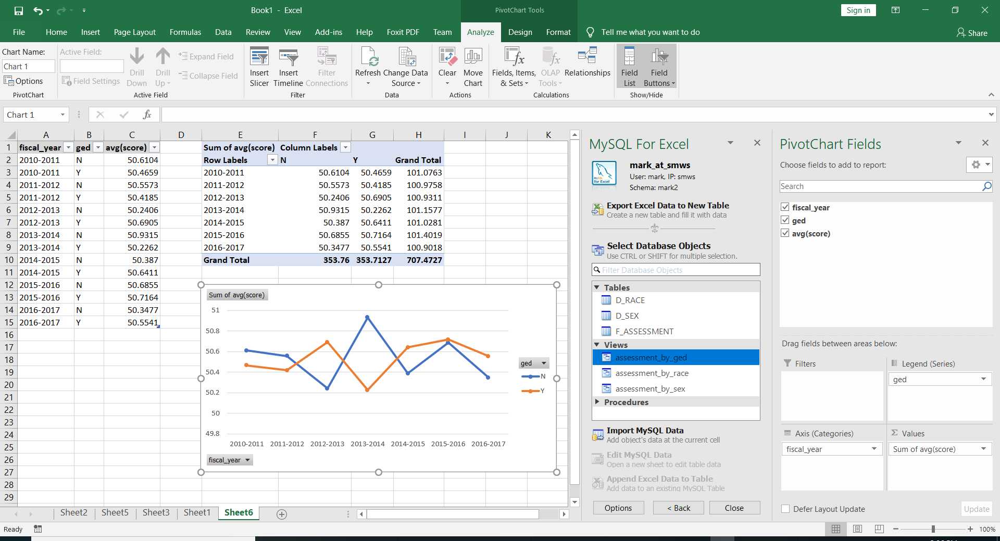 Book1 - Excel
PivotChart Tools
Sign in
File Home Insert Page Layout Formulas Data Review View Add-ins Help Foxit PDF Team Analyze Design Format Tell me what you want to do
Share
Chart Name:
Chart 1
Options
PivotChart
Active Field:
Field Settings
Drill Down
Drill Up
Expand Field
Collapse Field
Active Field
Insert Slicer
Insert Timeline
Filter Connections
Filter
Refresh
Change Data Source
Data
Clear
Move Chart
Actions
Fields, Items, & Sets
OLAP Tools
Relationships
Calculations
Field List
Field Buttons
Show/Hide
Chart 1
fx
A B C D E F G H I J K
1 fiscal_year ged avg(score) Sum of avg(score) Column Labels
2 2010-2011 N 50.6104 Row Labels N Y Grand Total
3 2010-2011 Y 50.4659 2010-2011 50.6104 50.4659 101.0763
4 2011-2012 N 50.5573 2011-2012 50.5573 50.4185 100.9758
5 2011-2012 Y 50.4185 2012-2013 50.2406 50.6905 100.9311
6 2012-2013 N 50.2406 2013-2014 50.9315 50.2262 101.1577
7 2012-2013 Y 50.6905 2014-2015 50.387 50.6411 101.0281
8 2013-2014 N 50.9315 2015-2016 50.6855 50.7164 101.4019
9 2013-2014 Y 50.2262 2016-2017 50.3477 50.5541 100.9018
10 2014-2015 N 50.387 Grand Total 353.76 353.7127 707.4727
11 2014-2015 Y 50.6411
12 2015-2016 N 50.6855
13 2015-2016 Y 50.7164
14 2016-2017 N 50.3477
15 2016-2017 Y 50.5541
16
17
18
19
20
21
22
23
24
25
26
27
28
29
Sum of avg(score)
51
50.8
50.6
50.4
50.2
50
49.8
2010-2011 2011-2012 2012-2013 2013-2014 2014-2015 2015-2016 2016-2017
fiscal_year
ged
N
Y
Sheet2 Sheet5 Sheet3 Sheet1 Sheet6
Ready
100%
MySQL For Excel
MySQL for Excel
mark_at_smws
User: mark, IP: smws
Schema: mark2
Export Excel Data to New Table
Create a new table and fill it with data
Select Database Objects
Use CTRL or SHIFT for multiple selection.
Filter Database Objects
Tables
D_RACE
D_SEX
F_ASSESSMENT
Views
assessment_by_ged
assessment_by_race
assessment_by_sex
Procedures
Import MySQL Data
Add object's data at the current cell
Edit MySQL Data
Open a new sheet to edit table data
Append Excel Data to Table
Add data to an existing MySQL Table
Options < Back Close
PivotChart Fields
Choose fields to add to report:
Search
fiscal_year
ged
avg(score)
Drag fields between areas below:
Filters
Legend (Series)
ged
Axis (Categories)
fiscal_year
Σ Values
Sum of avg(score)
Defer Layout Update
Update